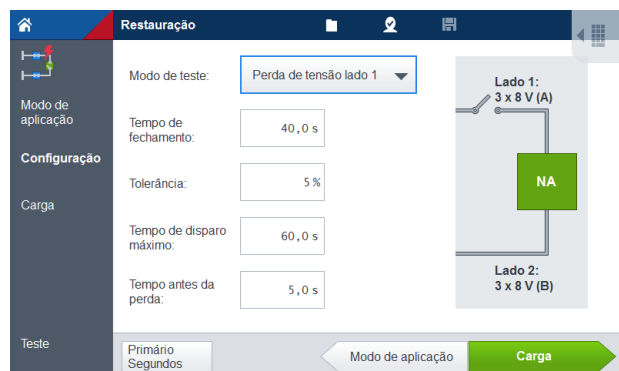 Restauração
Modo de aplicação
Configuração
Carga
Teste
Modo de teste:
Perda de tensão lado 1
Tempo de fechamento:
40,0 s
Tolerância:
5 %
Tempo de disparo máximo:
60,0 s
Tempo antes da perda:
5,0 s
Lado 1:
3 x 8 V (A)
NA
Lado 2:
3 x 8 V (B)
Primário
Segundos
Modo de aplicação
Carga